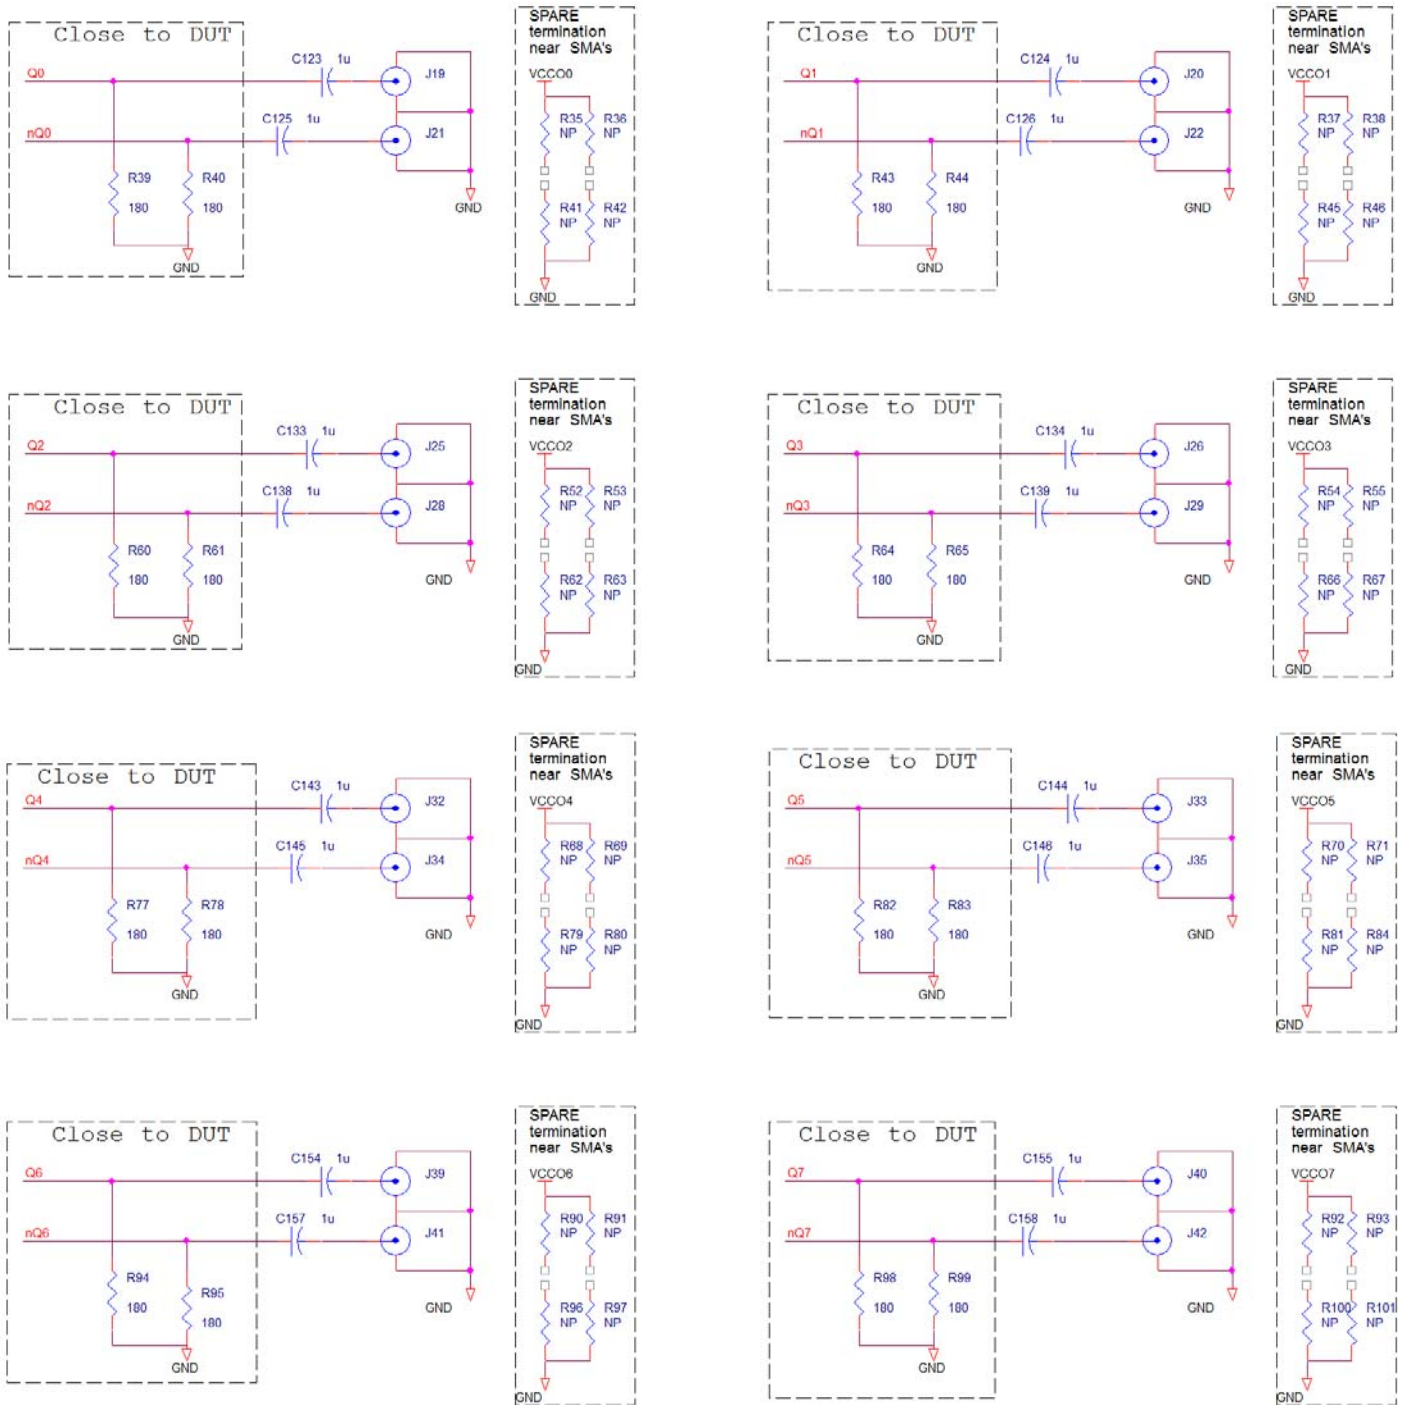 Close to DUT
C123 1u
Q0
J19
C125 1u
nQ0
J21
R39
180
R40
180
GND
GND
SPARE
termination
near SMA's
VCCO0
R35 R36
NP NP
R41 R42
NP NP
GND
Close to DUT
C124 1u
Q1
J20
C126 1u
nQ1
J22
R43
180
R44
180
GND
GND
SPARE
termination
near SMA's
VCCO1
R37 R38
NP NP
R45 R46
NP NP
GND
Close to DUT
C133 1u
Q2
J25
C138 1u
nQ2
J28
R60
180
R61
180
GND
GND
SPARE
termination
near SMA's
VCCO2
R52 R53
NP NP
R62 R63
NP NP
GND
Close to DUT
C134 1u
Q3
J26
C139 1u
nQ3
J29
R64
180
R65
180
GND
GND
SPARE
termination
near SMA's
VCCO3
R54 R55
NP NP
R66 R67
NP NP
GND
Close to DUT
C143 1u
Q4
J32
C145 1u
nQ4
J34
R77
180
R78
180
GND
GND
SPARE
termination
near SMA's
VCCO4
R68 R69
NP NP
R79 R80
NP NP
GND
Close to DUT
C144 1u
Q5
J33
C146 1u
nQ5
J35
R82
180
R83
180
GND
GND
SPARE
termination
near SMA's
VCCO5
R70 R71
NP NP
R81 R84
NP NP
GND
Close to DUT
C154 1u
Q6
J39
C157 1u
nQ6
J41
R94
180
R95
180
GND
GND
SPARE
termination
near SMA's
VCCO6
R90 R91
NP NP
R96 R97
NP NP
GND
Close to DUT
C155 1u
Q7
J40
C158 1u
nQ7
J42
R98
180
R99
180
GND
GND
SPARE
termination
near SMA's
VCCO7
R92 R93
NP NP
R100 R101
NP NP
GND